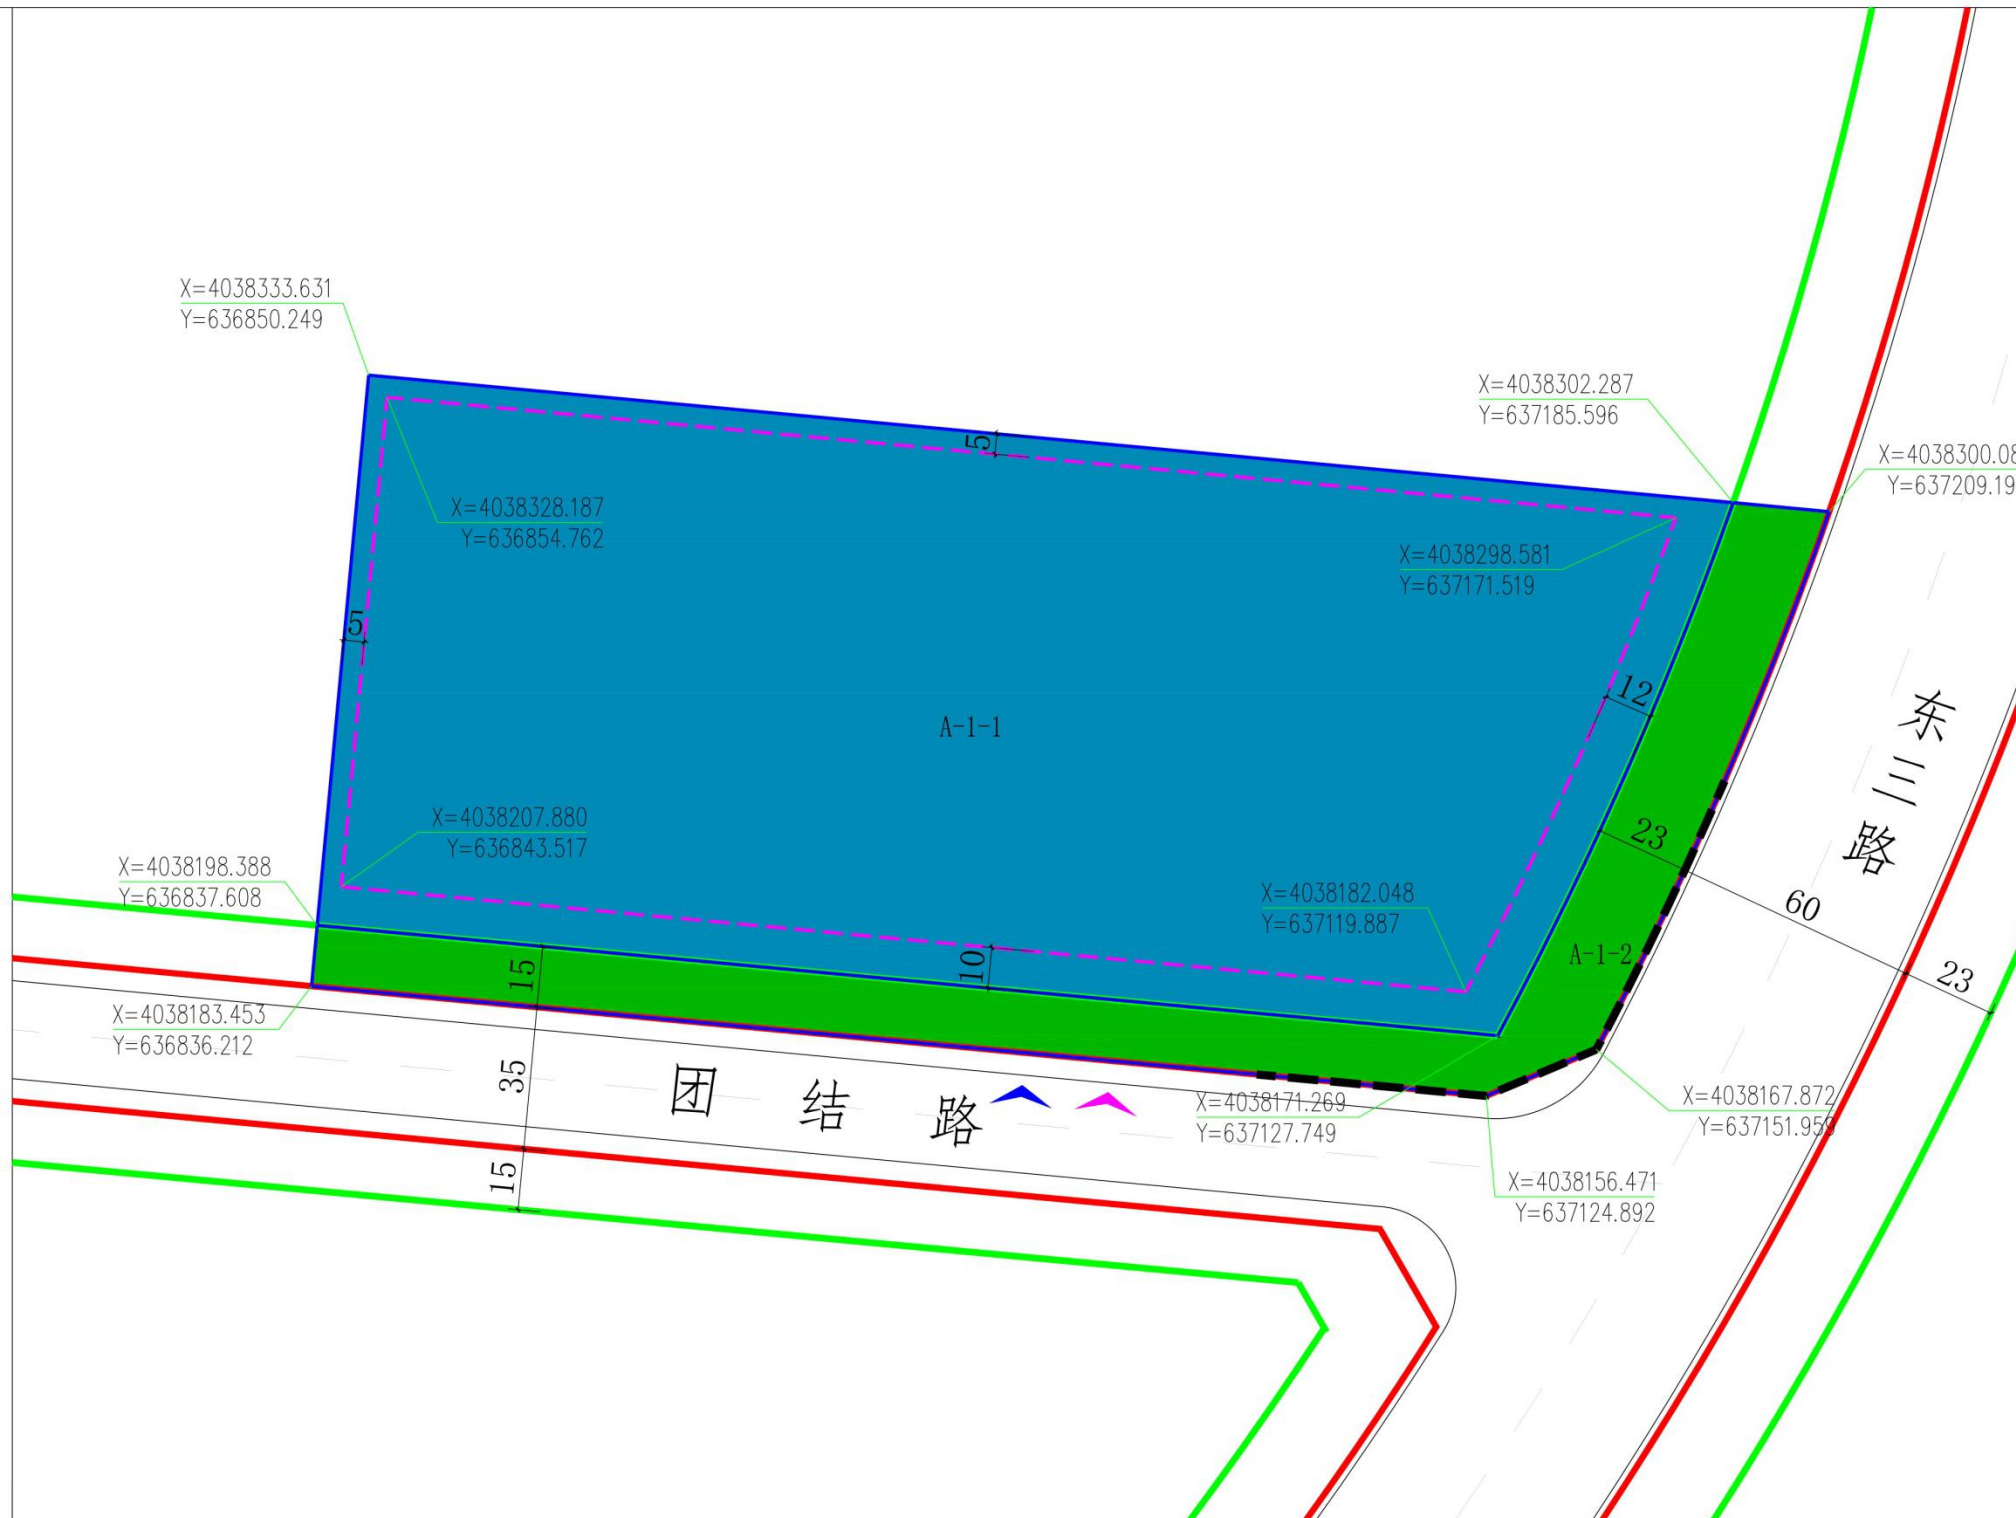 X=4038333.631
Y=636850.249
X=4038302.287
Y=637185.596
5
X=4038300.08
Y=637209.19
X=4038328.187
Y=636854.762
X=4038298.581
Y=637171.519
5
12
A-1-1
东三路
X=4038207.880
Y=636843.517
23
X=4038198.388
Y=636837.608
X=4038182.048
Y=637119.887
60
A-1-2
15
10
23
X=4038183.453
Y=636836.212
35
团结路
X=4038171.269
Y=637127.749
X=4038167.872
Y=637151.959
15
X=4038156.471
Y=637124.892